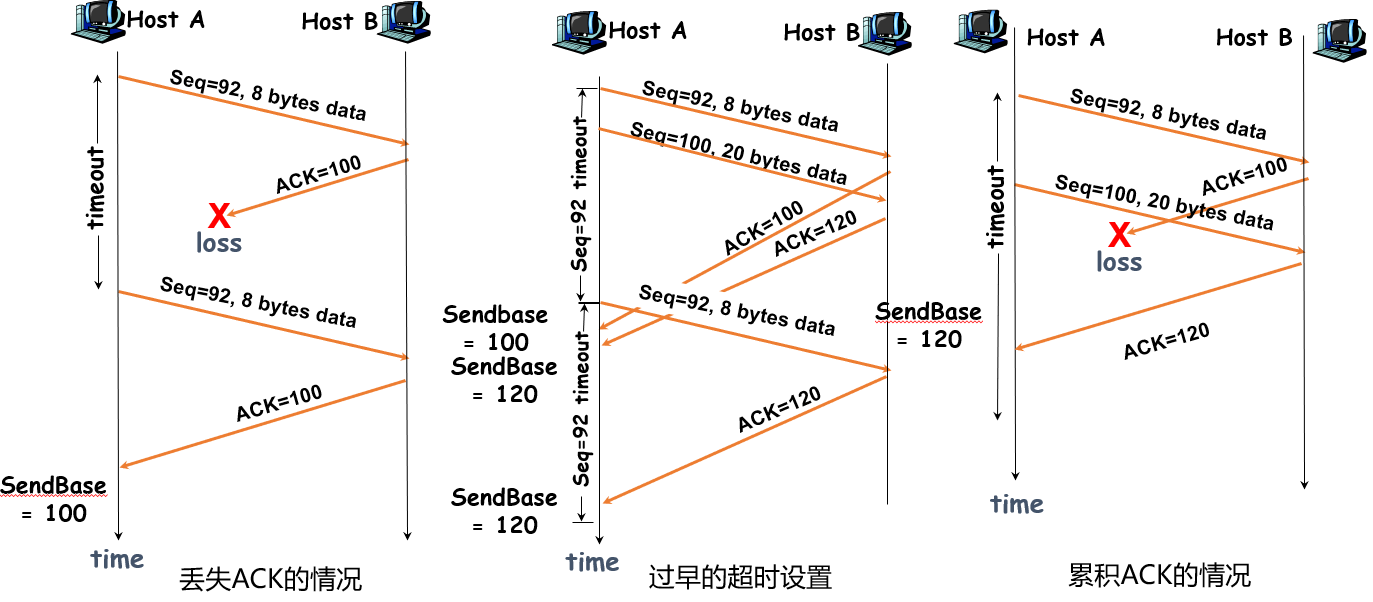 Host A
Host B
Seq=92, 8 bytes data
timeout
ACK=100
X
loss
Seq=92, 8 bytes data
ACK=100
SendBase
= 100
time
丢失ACK的情况
Host A
Host B
Seq=92, 8 bytes data
Seq=100, 20 bytes data
Seq=92 timeout
ACK=100
ACK=120
Seq=92, 8 bytes data
Sendbase
= 100
SendBase
= 120
Seq=92 timeout
ACK=120
SendBase
= 120
time
过早的超时设置
Host A
Host B
Seq=92, 8 bytes data
timeout
ACK=100
Seq=100, 20 bytes data
X
loss
SendBase
= 120
ACK=120
time
累积ACK的情况